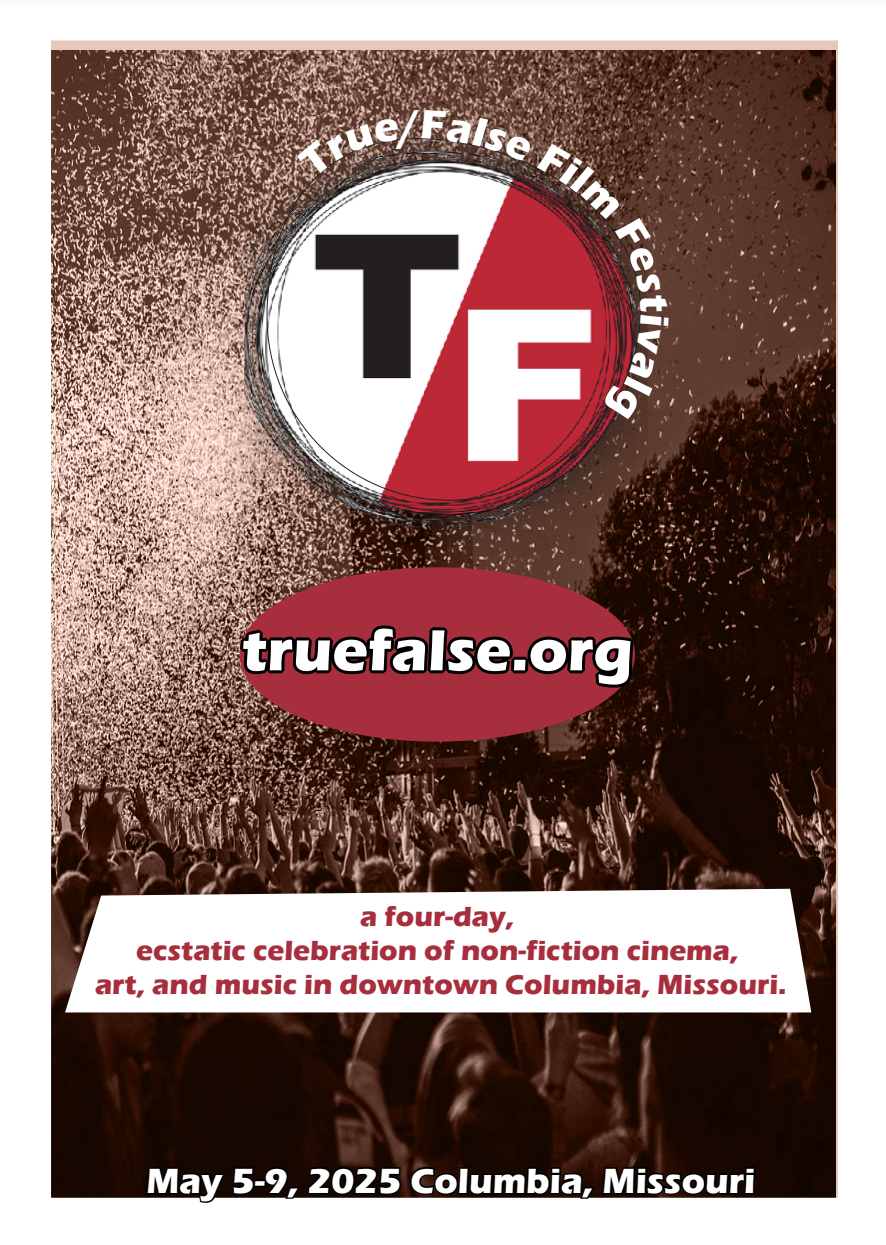 True/False Film Festivalg
T
F
truefalse.org
a four-day,
ecstatic celebration of non-fiction cinema,
art, and music in downtown Columbia, Missouri.
May 5-9, 2025 Columbia, Missouri